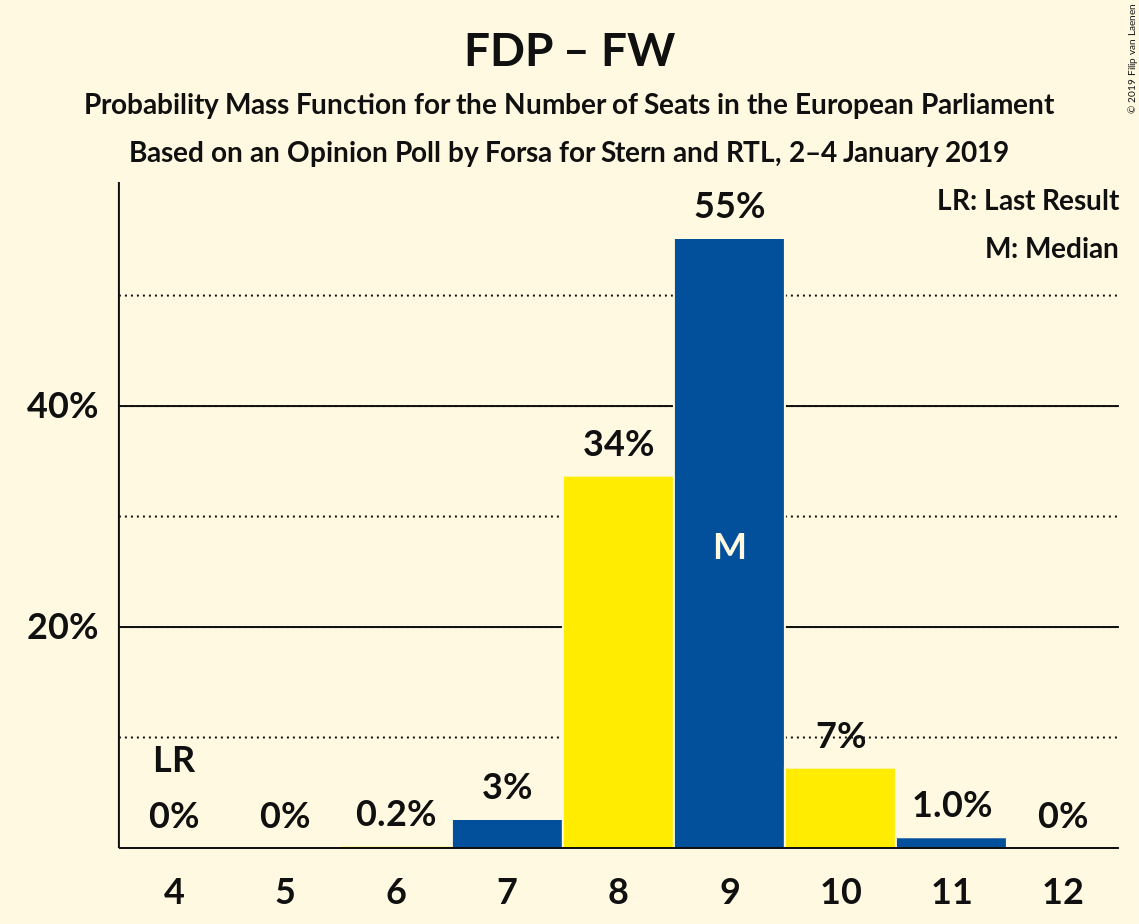 FDP – FW
Probability Mass Function for the Number of Seats in the European Parliament
Based on an Opinion Poll by Forsa for Stern and RTL, 2–4 January 2019
© 2019 Filip van Laenen
LR: Last Result
M: Median
55%
40%
34%
M
20%
LR
7%
3%
1.0%
0%
0%
0.2%
0%
4
5
6
7
8
9
10
11
12